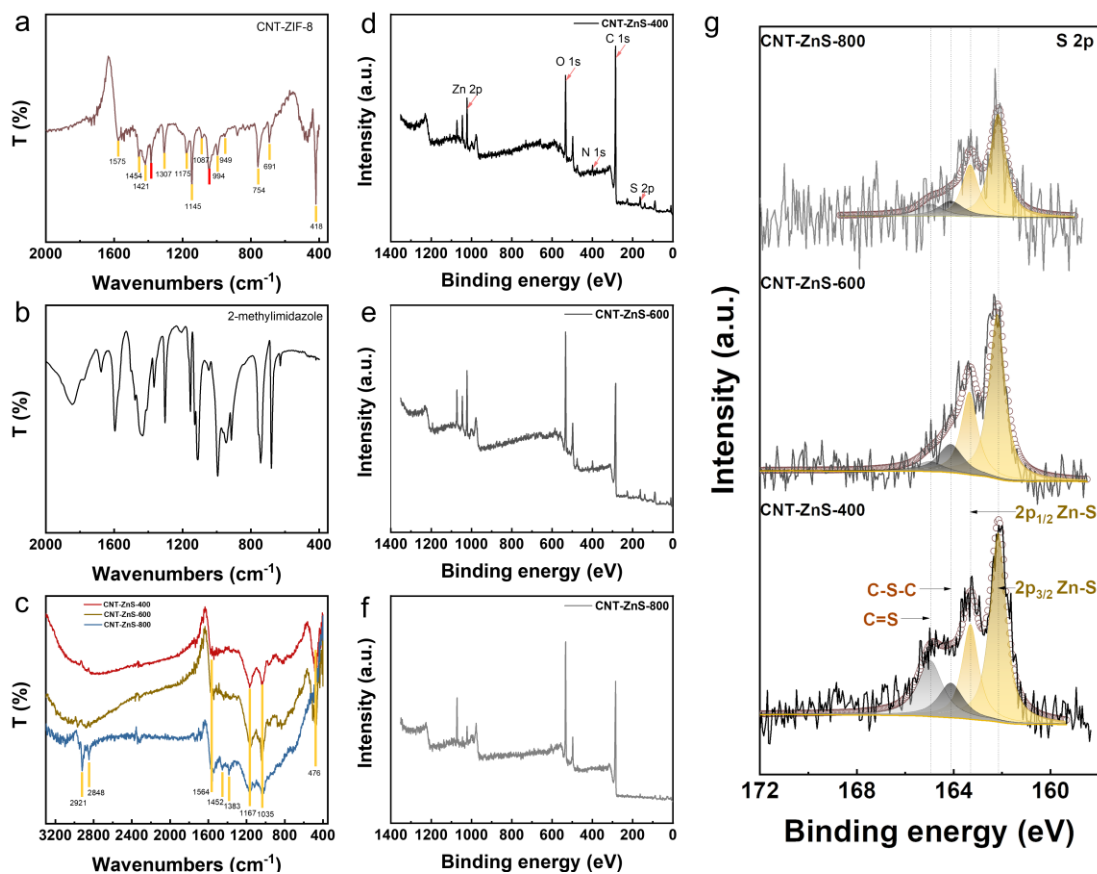 a
CNT-ZIF-8
T (%)
1575
1454
1421
1307
1175
1145
1087
994
949
754
691
418
2000 1600 1200 800 400
Wavenumbers (cm⁻¹)
b
2-methylimidazole
T (%)
2000 1600 1200 800 400
Wavenumbers (cm⁻¹)
c
CNT-ZnS-400
CNT-ZnS-600
CNT-ZnS-800
T (%)
2921
2848
1564
1452
1383
1167
1035
476
3200 2800 2400 2000 1600 1200 800 400
Wavenumbers (cm⁻¹)
d
CNT-ZnS-400
C 1s
O 1s
Zn 2p
N 1s
S 2p
Intensity (a.u.)
1400 1200 1000 800 600 400 200 0
Binding energy (eV)
e
CNT-ZnS-600
Intensity (a.u.)
1400 1200 1000 800 600 400 200 0
Binding energy (eV)
f
CNT-ZnS-800
Intensity (a.u.)
1400 1200 1000 800 600 400 200 0
Binding energy (eV)
g
CNT-ZnS-800 S 2p
CNT-ZnS-600
CNT-ZnS-400
2p₁/₂ Zn-S
C-S-C
2p₃/₂ Zn-S
C=S
Intensity (a.u.)
172 168 164 160
Binding energy (eV)